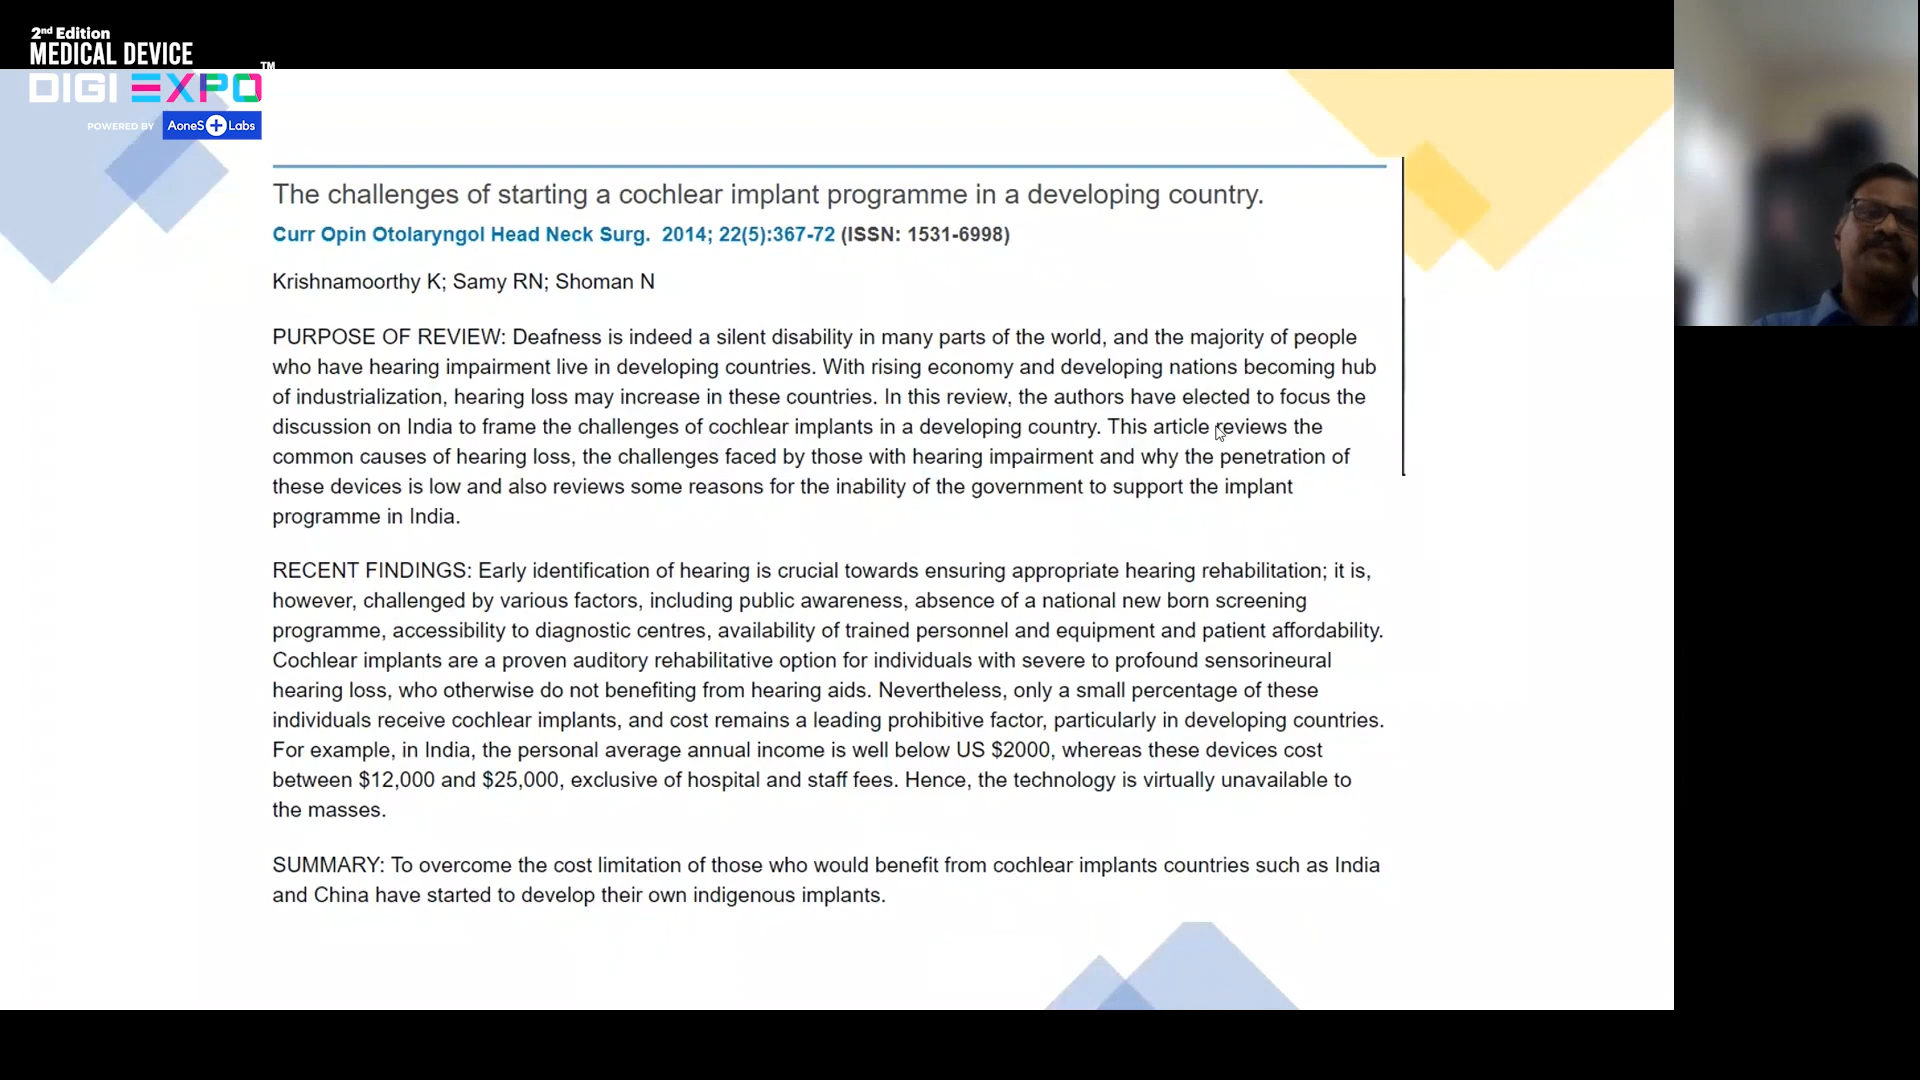 2nd Edition
MEDICAL DEVICE
DIGI EXPO™
POWERED BY AoneS+Labs
The challenges of starting a cochlear implant programme in a developing country.
Curr Opin Otolaryngol Head Neck Surg. 2014; 22(5):367-72 (ISSN: 1531-6998)
Krishnamoorthy K; Samy RN; Shoman N
PURPOSE OF REVIEW: Deafness is indeed a silent disability in many parts of the world, and the majority of people
who have hearing impairment live in developing countries. With rising economy and developing nations becoming hub
of industrialization, hearing loss may increase in these countries. In this review, the authors have elected to focus the
discussion on India to frame the challenges of cochlear implants in a developing country. This article reviews the
common causes of hearing loss, the challenges faced by those with hearing impairment and why the penetration of
these devices is low and also reviews some reasons for the inability of the government to support the implant
programme in India.
RECENT FINDINGS: Early identification of hearing is crucial towards ensuring appropriate hearing rehabilitation; it is,
however, challenged by various factors, including public awareness, absence of a national new born screening
programme, accessibility to diagnostic centres, availability of trained personnel and equipment and patient affordability.
Cochlear implants are a proven auditory rehabilitative option for individuals with severe to profound sensorineural
hearing loss, who otherwise do not benefiting from hearing aids. Nevertheless, only a small percentage of these
individuals receive cochlear implants, and cost remains a leading prohibitive factor, particularly in developing countries.
For example, in India, the personal average annual income is well below US $2000, whereas these devices cost
between $12,000 and $25,000, exclusive of hospital and staff fees. Hence, the technology is virtually unavailable to
the masses.
SUMMARY: To overcome the cost limitation of those who would benefit from cochlear implants countries such as India
and China have started to develop their own indigenous implants.